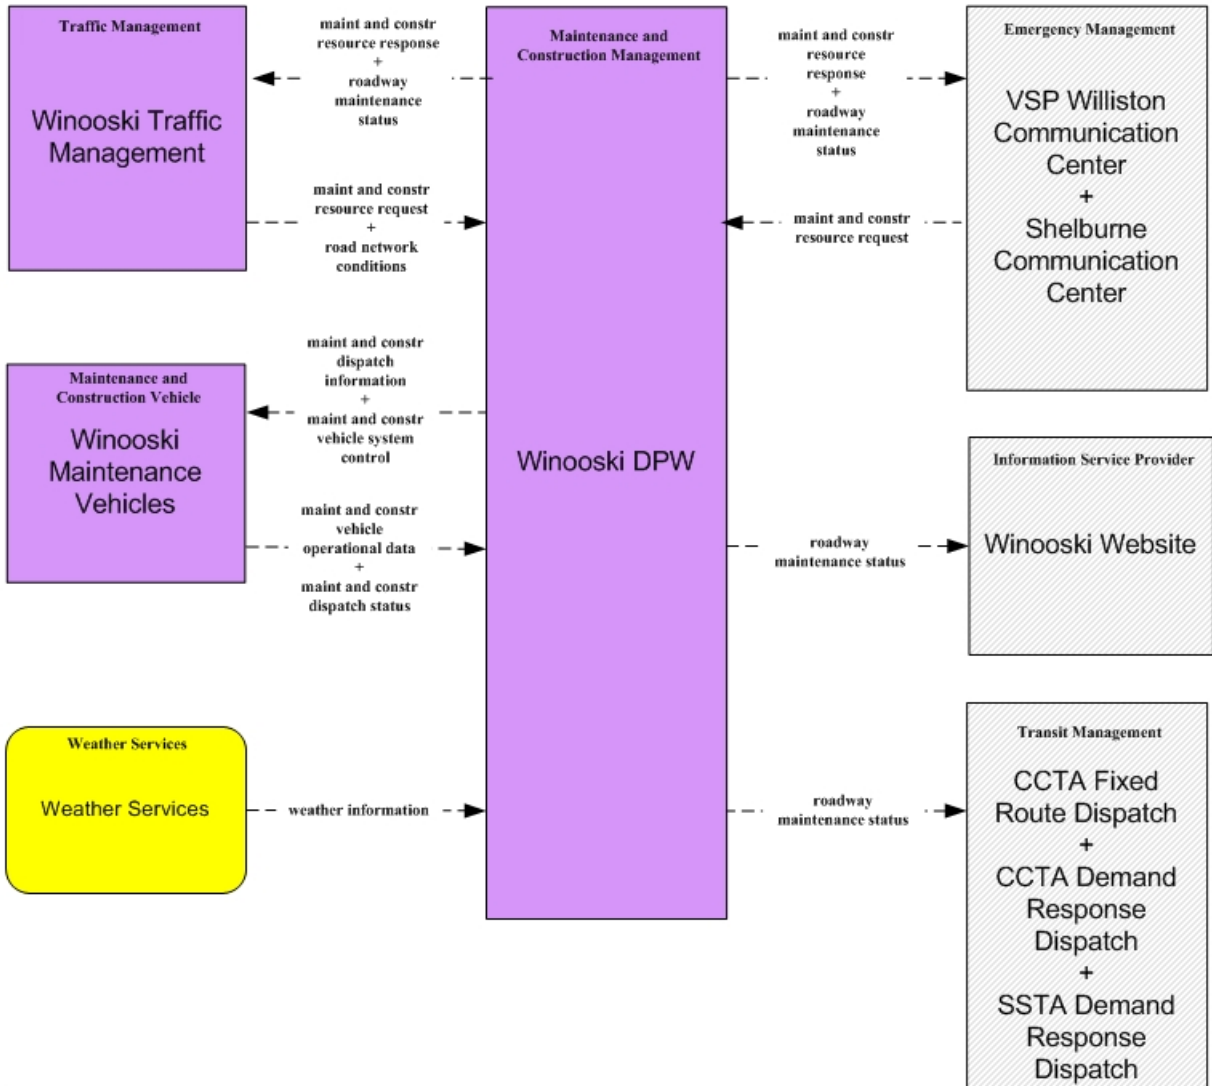 Traffic Management
Winooski Traffic
Management
maint and constr
resource response
+
roadway
maintenance
status
maint and constr
resource request
+
road network
conditions
Maintenance and
Construction Vehicle
Winooski
Maintenance
Vehicles
maint and constr
dispatch
information
+
maint and constr
vehicle system
control
maint and constr
vehicle
operational data
+
maint and constr
dispatch status
Weather Services
Weather Services
weather information
Maintenance and
Construction Management
Winooski DPW
maint and constr
resource
response
+
roadway
maintenance
status
maint and constr
resource request
Emergency Management
VSP Williston
Communication
Center
+
Shelburne
Communication
Center
roadway
maintenance status
Information Service Provider
Winooski Website
roadway
maintenance status
Transit Management
CCTA Fixed
Route Dispatch
+
CCTA Demand
Response
Dispatch
+
SSTA Demand
Response
Dispatch